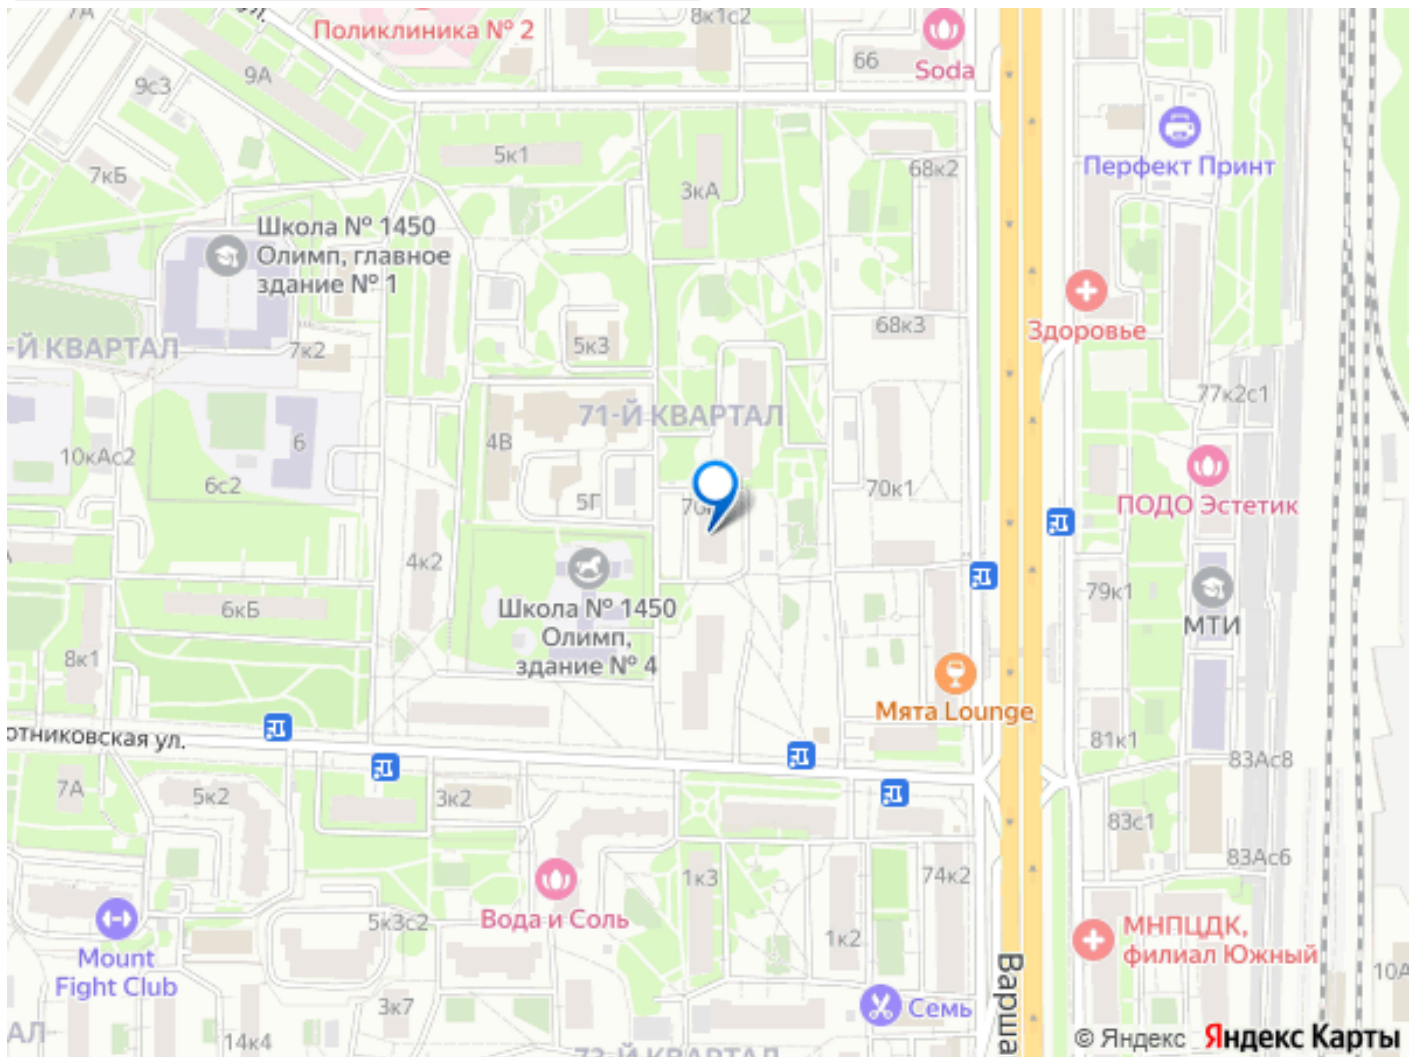 7А
ул.
Поликлиника № 2
8к1с2
66
Soda
9А
9с3
5к1
7кБ
3кА
68к2
Перфект Принт
Школа № 1450
Олимп, главное
здание № 1
Здоровье
68к3
5к3
7к2
-Й КВАРТАЛ
77к2с1
71-Й КВАРТАЛ
4В
6
10кАс2
6с2
5Г
70к1
ПОДО Эстетик
4к2
79к1
6кБ
Школа № 1450
Олимп,
здание № 4
МТИ
8к1
Мята Lounge
отниковская ул.
81к1
83Ас8
7А
5к2
3к2
83с1
83Ас6
1к3
74к2
Вода и Соль
5к3с2
1к2
МНПЦДК,
филиал Южный
Mount
Fight Club
Варша
10А
3к7
Семь
14к4
АЛ
73-Й КВАРТАЛ
© Яндекс Яндекс Карты